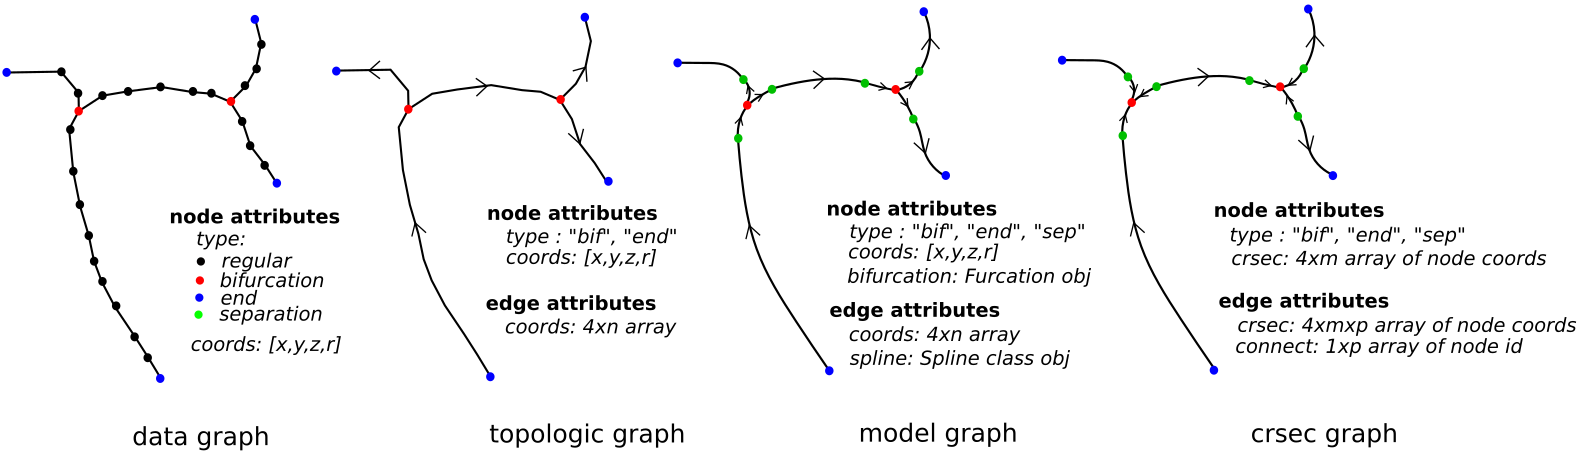 node attributes
type:
regular
bifurcation
end
separation
coords: [x,y,z,r]
data graph
node attributes
type : "bif", "end"
coords: [x,y,z,r]
edge attributes
coords: 4xn array
topologic graph
node attributes
type : "bif", "end", "sep"
coords: [x,y,z,r]
bifurcation: Furcation obj
edge attributes
coords: 4xn array
spline: Spline class obj
model graph
node attributes
type : "bif", "end", "sep"
crsec: 4xm array of node coords
edge attributes
crsec: 4xmxp array of node coords
connect: 1xp array of node id
crsec graph